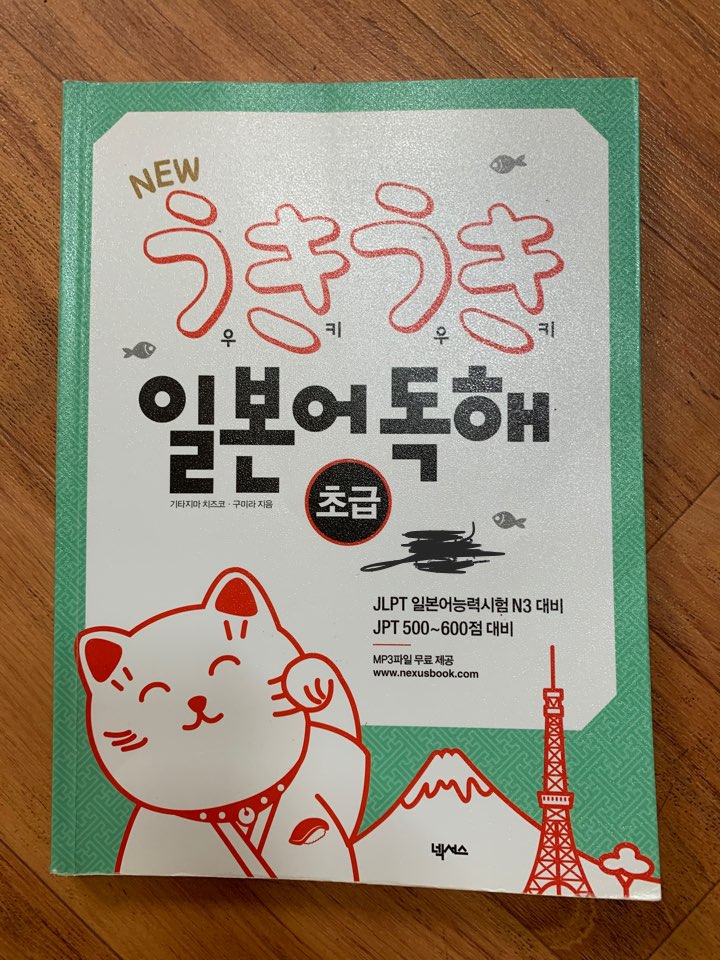 NEW
うきうき
우 키 우 키
일본어 독해
초급
기타지마 치즈코 · 구미라 지음
JLPT 일본어능력시험 N3 대비
JPT 500~600점 대비
MP3파일 무료 제공
www.nexusbook.com
넥서스